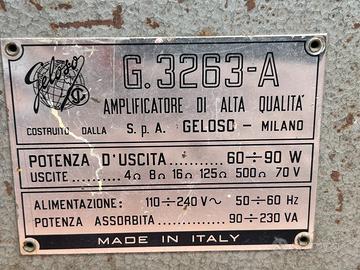 Geloso
G.3263-A
AMPLIFICATORE DI ALTA QUALITÀ
COSTRUITO DALLA S.p.A. GELOSO - MILANO
POTENZA D'USCITA.......... 60÷90 W
USCITE ......... 4Ω 8Ω 16Ω 125Ω 500Ω 70 V
ALIMENTAZIONE: 110÷240 V~ 50÷60 Hz
POTENZA ASSORBITA............ 90÷230 VA
MADE IN ITALY